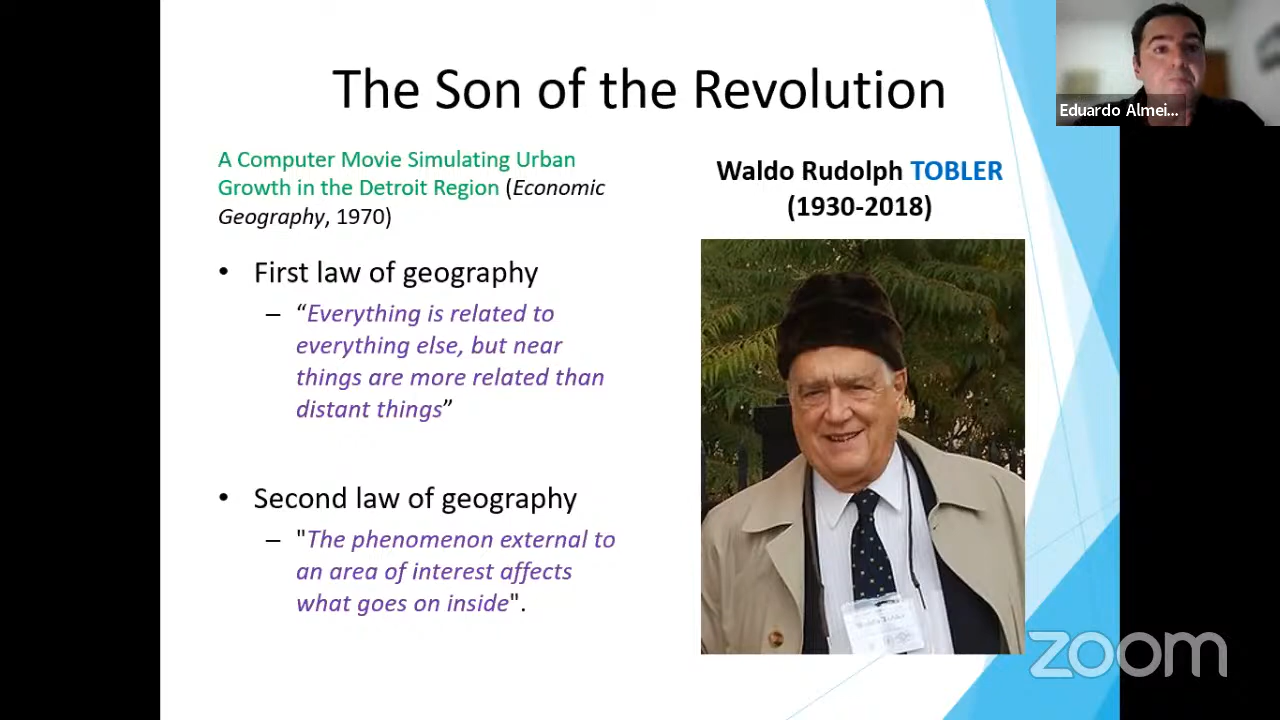 The Son of the Revolution
Eduardo Almei...
A Computer Movie Simulating Urban
Growth in the Detroit Region (Economic
Geography, 1970)
• First law of geography
– “Everything is related to
everything else, but near
things are more related than
distant things”
• Second law of geography
– "The phenomenon external to
an area of interest affects
what goes on inside".
Waldo Rudolph TOBLER
(1930-2018)
zoom